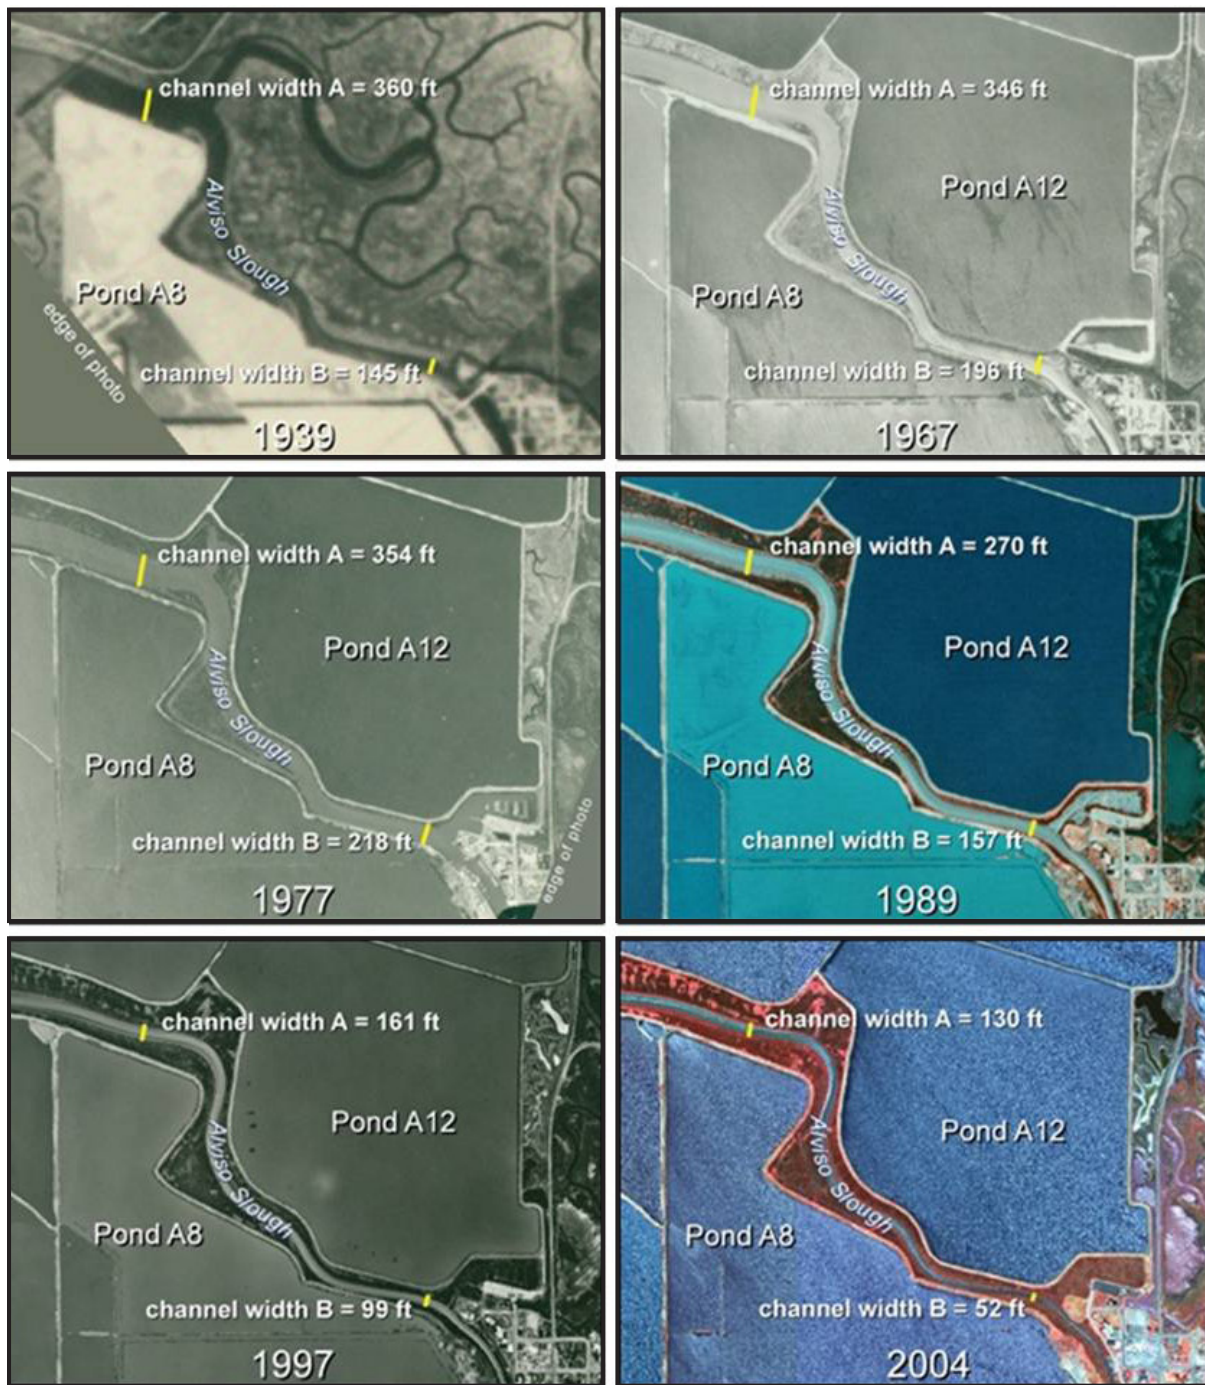 channel width A = 360 ft
Alviso Slough
Pond A8
edge of photo
channel width B = 145 ft
1939
channel width A = 346 ft
Pond A12
Alviso Slough
Pond A8
channel width B = 196 ft
1967
channel width A = 354 ft
Pond A12
Alviso Slough
Pond A8
channel width B = 218 ft
edge of photo
1977
channel width A = 270 ft
Pond A12
Alviso Slough
Pond A8
channel width B = 157 ft
1989
channel width A = 161 ft
Pond A12
Alviso Slough
Pond A8
channel width B = 99 ft
1997
channel width A = 130 ft
Pond A12
Alviso Slough
Pond A8
channel width B = 52 ft
2004